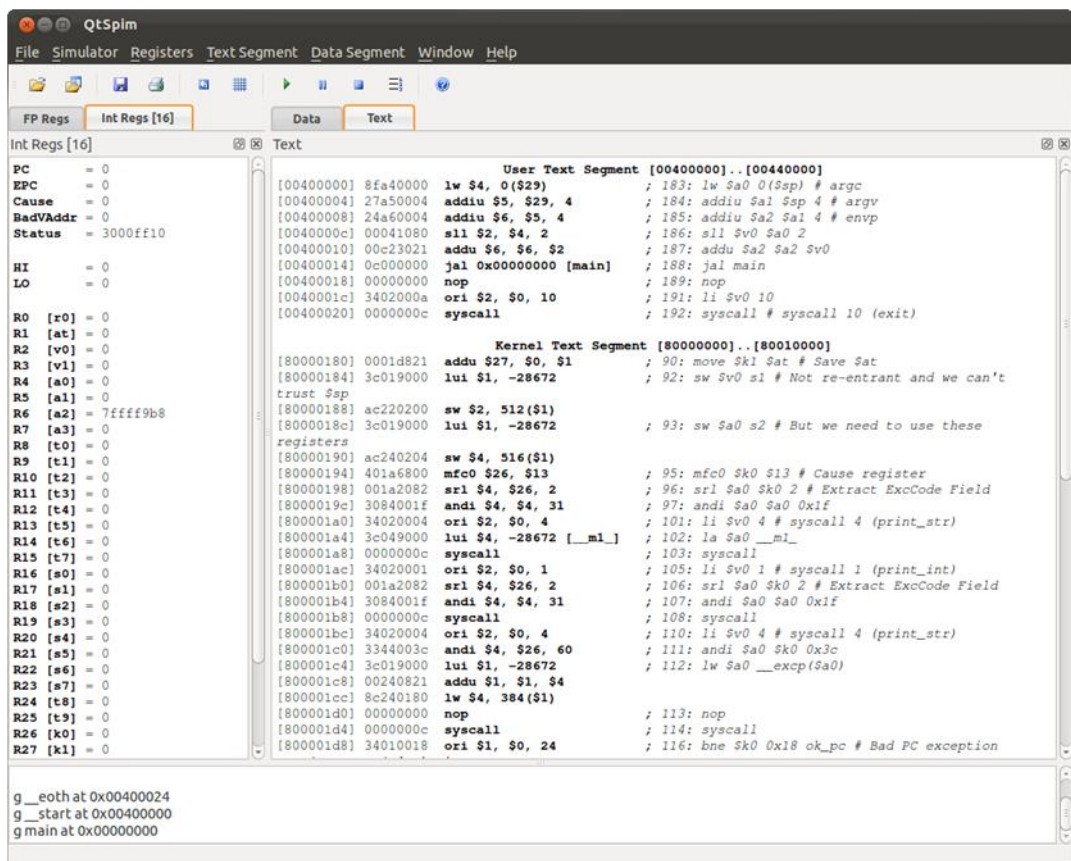 QtSpim
File Simulator Registers Text Segment Data Segment Window Help
FP Regs Int Regs [16] Data Text
Int Regs [16]
PC = 0
EPC = 0
Cause = 0
BadVAddr = 0
Status = 3000ff10
HI = 0
LO = 0
R0 [r0] = 0
R1 [at] = 0
R2 [v0] = 0
R3 [v1] = 0
R4 [a0] = 0
R5 [a1] = 0
R6 [a2] = 7ffff9b8
R7 [a3] = 0
R8 [t0] = 0
R9 [t1] = 0
R10 [t2] = 0
R11 [t3] = 0
R12 [t4] = 0
R13 [t5] = 0
R14 [t6] = 0
R15 [t7] = 0
R16 [s0] = 0
R17 [s1] = 0
R18 [s2] = 0
R19 [s3] = 0
R20 [s4] = 0
R21 [s5] = 0
R22 [s6] = 0
R23 [s7] = 0
R24 [t8] = 0
R25 [t9] = 0
R26 [k0] = 0
R27 [k1] = 0
Text
User Text Segment [00400000]..[00440000]
[00400000] 8fa40000 lw $4, 0($29) ; 183: lw $a0 0($sp) # argc
[00400004] 27a50004 addiu $5, $29, 4 ; 184: addiu $a1 $sp 4 # argv
[00400008] 24a60004 addiu $6, $5, 4 ; 185: addiu $a2 $a1 4 # envp
[0040000c] 00041080 sll $2, $4, 2 ; 186: sll $v0 $a0 2
[00400010] 00c23021 addu $6, $6, $2 ; 187: addu $a2 $a2 $v0
[00400014] 0c000000 jal 0x00000000 [main] ; 188: jal main
[00400018] 00000000 nop ; 189: nop
[0040001c] 3402000a ori $2, $0, 10 ; 191: li $v0 10
[00400020] 0000000c syscall ; 192: syscall # syscall 10 (exit)
Kernel Text Segment [80000000]..[80010000]
[80000180] 0001d821 addu $27, $0, $1 ; 90: move $k1 $at # Save $at
[80000184] 3c019000 lui $1, -28672 ; 92: sw $v0 s1 # Not re-entrant and we can't
trust $sp
[80000188] ac220200 sw $2, 512($1)
[8000018c] 3c019000 lui $1, -28672 ; 93: sw $a0 s2 # But we need to use these
registers
[80000190] ac240204 sw $4, 516($1)
[80000194] 401a6800 mfc0 $26, $13 ; 95: mfc0 $k0 $13 # Cause register
[80000198] 001a2082 srl $4, $26, 2 ; 96: srl $a0 $k0 2 # Extract ExcCode Field
[8000019c] 3084001f andi $4, $4, 31 ; 97: andi $a0 $a0 0x1f
[800001a0] 34020004 ori $2, $0, 4 ; 101: li $v0 4 # syscall 4 (print_str)
[800001a4] 3c049000 lui $4, -28672 [__m1_] ; 102: la $a0 __m1_
[800001a8] 0000000c syscall ; 103: syscall
[800001ac] 34020001 ori $2, $0, 1 ; 105: li $v0 1 # syscall 1 (print_int)
[800001b0] 001a2082 srl $4, $26, 2 ; 106: srl $a0 $k0 2 # Extract ExcCode Field
[800001b4] 3084001f andi $4, $4, 31 ; 107: andi $a0 $a0 0x1f
[800001b8] 0000000c syscall ; 108: syscall
[800001bc] 34020004 ori $2, $0, 4 ; 110: li $v0 4 # syscall 4 (print_str)
[800001c0] 3344003c andi $4, $26, 60 ; 111: andi $a0 $k0 0x3c
[800001c4] 3c019000 lui $1, -28672 ; 112: lw $a0 __excp($a0)
[800001c8] 00240821 addu $1, $1, $4
[800001cc] 8c240180 lw $4, 384($1)
[800001d0] 00000000 nop ; 113: nop
[800001d4] 0000000c syscall ; 114: syscall
[800001d8] 34010018 ori $1, $0, 24 ; 116: bne $k0 0x18 ok_pc # Bad PC exception
g __eoth at 0x00400024
g __start at 0x00400000
g main at 0x00000000